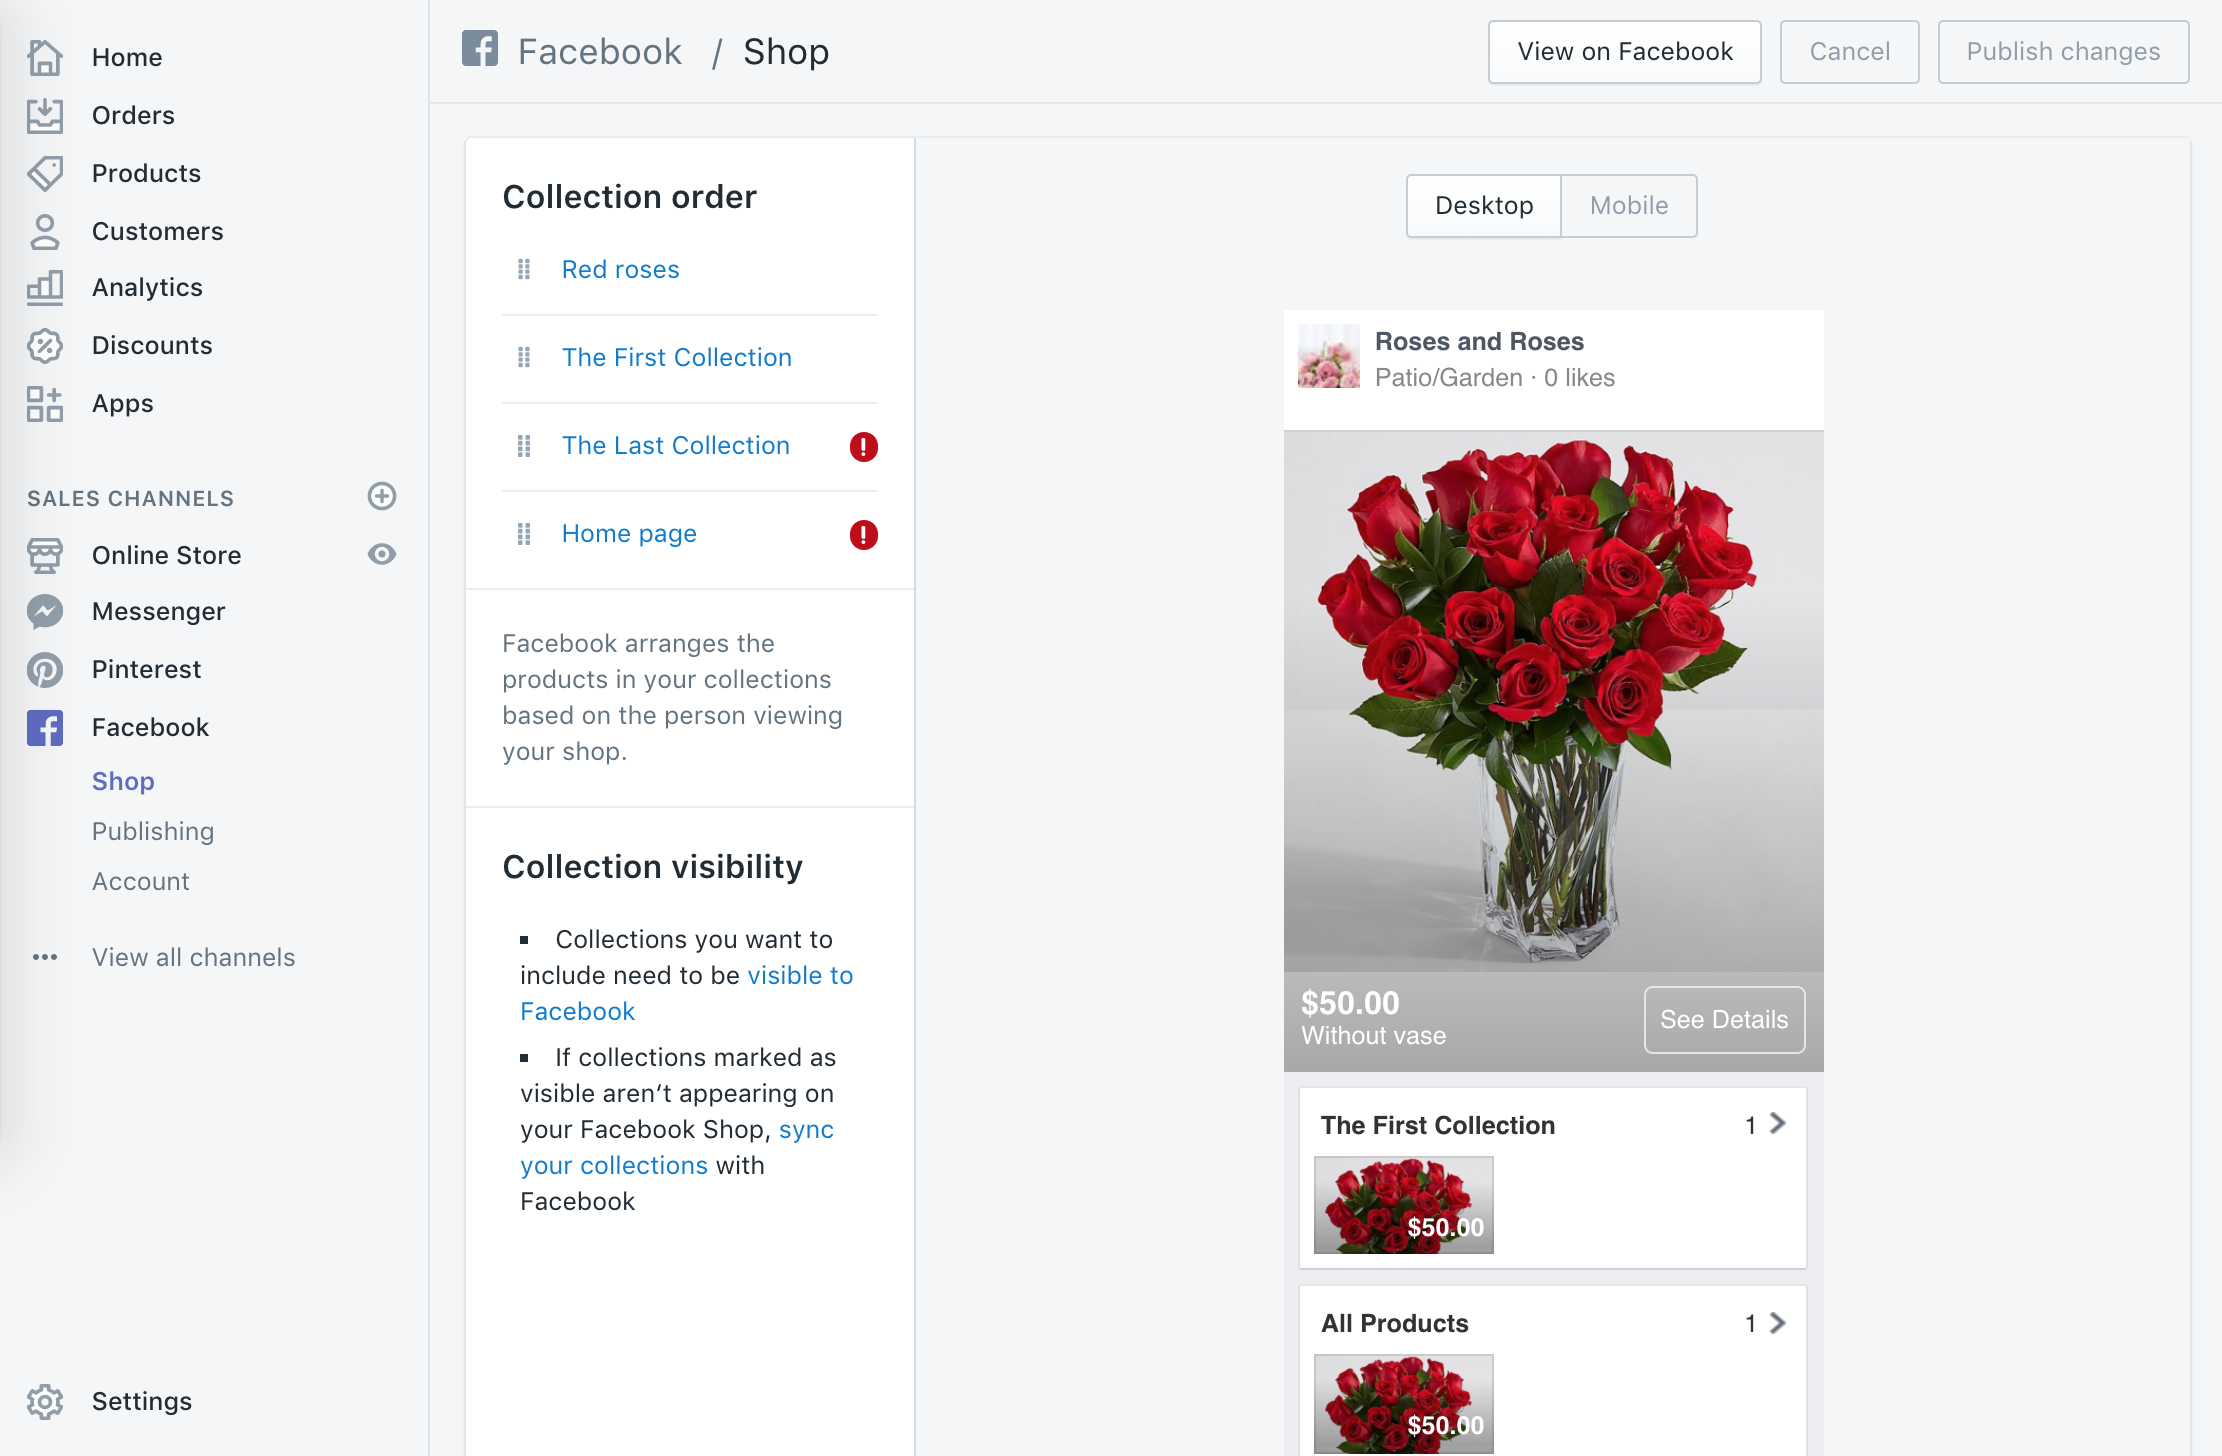 Home
Orders
Products
Customers
Analytics
Discounts
Apps
SALES CHANNELS
Online Store
Messenger
Pinterest
Facebook
Shop
Publishing
Account
View all channels
Settings
Facebook / Shop
View on Facebook
Cancel
Publish changes
Collection order
Red roses
The First Collection
The Last Collection
Home page
Facebook arranges the
products in your collections
based on the person viewing
your shop.
Collection visibility
▪ Collections you want to
include need to be visible to
Facebook
▪ If collections marked as
visible aren’t appearing on
your Facebook Shop, sync
your collections with
Facebook
Desktop
Mobile
Roses and Roses
Patio/Garden · 0 likes
$50.00
Without vase
See Details
The First Collection 1
$50.00
All Products 1
$50.00